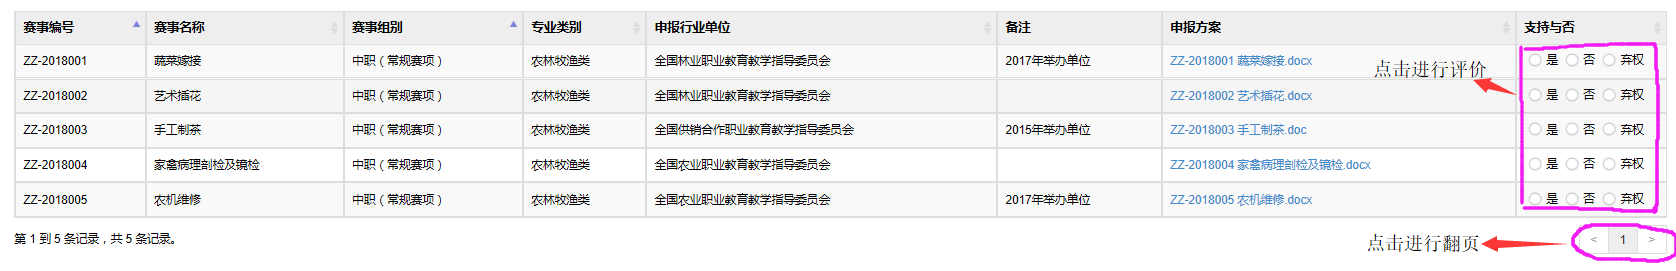 赛事编号 赛事名称 赛事组别 专业类别 申报行业单位 备注 申报方案 支持与否
ZZ-2018001 蔬菜嫁接 中职（常规赛项） 农林牧渔类 全国林业职业教育教学指导委员会 2017年举办单位 ZZ-2018001 蔬菜嫁接.docx 是 否 弃权
点击进行评价
ZZ-2018002 艺术插花 中职（常规赛项） 农林牧渔类 全国林业职业教育教学指导委员会 ZZ-2018002 艺术插花.docx 是 否 弃权
ZZ-2018003 手工制茶 中职（常规赛项） 农林牧渔类 全国供销合作职业教育教学指导委员会 2015年举办单位 ZZ-2018003 手工制茶.doc 是 否 弃权
ZZ-2018004 家禽病理剖检及镜检 中职（常规赛项） 农林牧渔类 全国农业职业教育教学指导委员会 ZZ-2018004 家禽病理剖检及镜检.docx 是 否 弃权
ZZ-2018005 农机维修 中职（常规赛项） 农林牧渔类 全国农业职业教育教学指导委员会 2017年举办单位 ZZ-2018005 农机维修.docx 是 否 弃权
第 1 到 5 条记录，共 5 条记录。 点击进行翻页 < 1 >